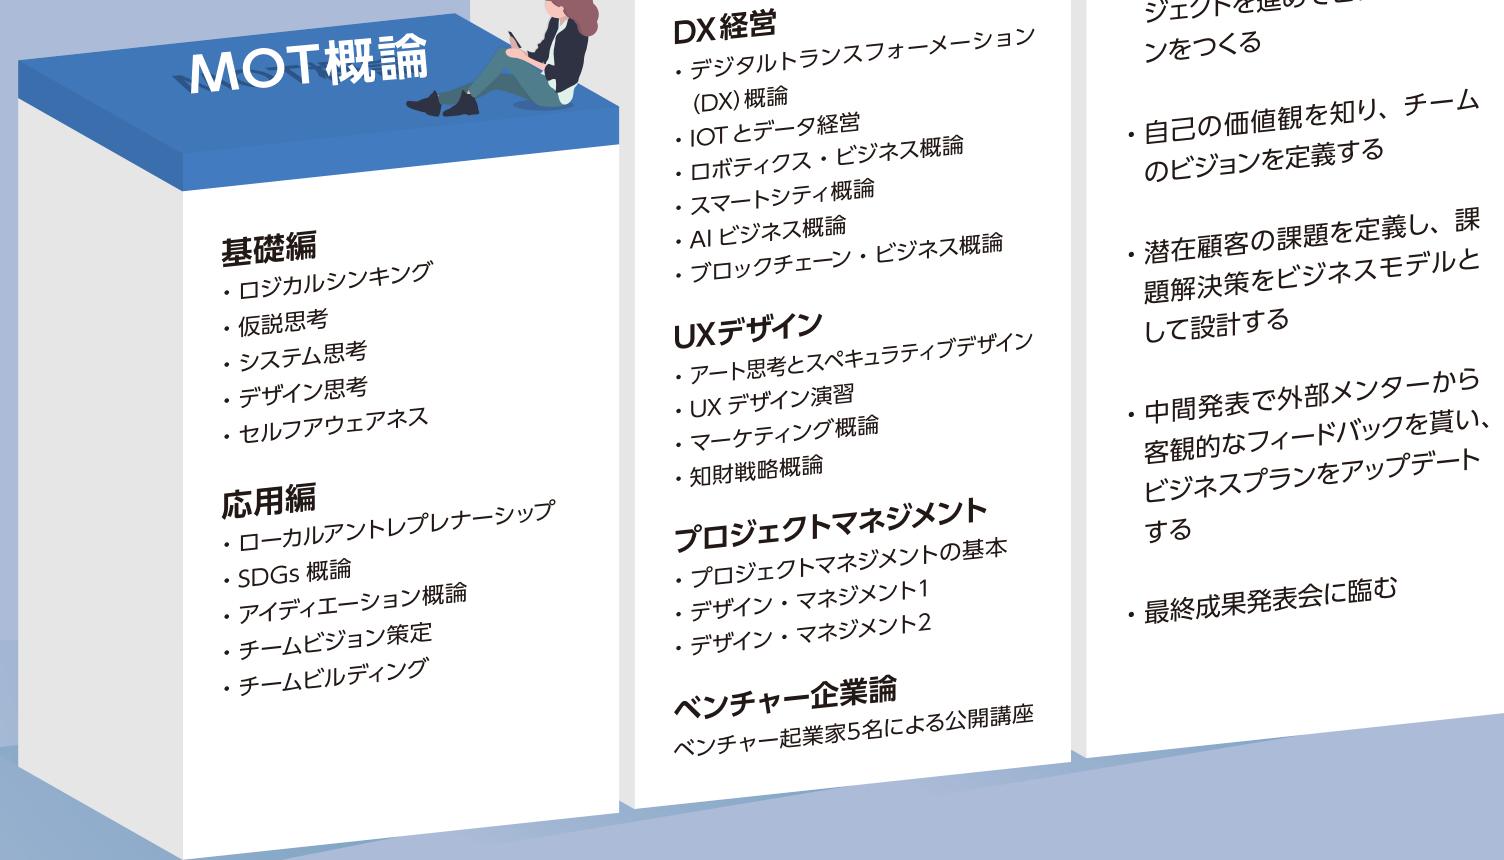 MOT概論
基礎編
・ロジカルシンキング
・仮説思考
・システム思考
・デザイン思考
・セルフアウェアネス
応用編
・ローカルアントレプレナーシップ
・SDGs 概論
・アイディエーション概論
・チームビジョン策定
・チームビルディング
DX経営
・デジタルトランスフォーメーション
(DX)概論
・IOTとデータ経営
・ロボティクス・ビジネス概論
・スマートシティ概論
・AIビジネス概論
・ブロックチェーン・ビジネス概論
UXデザイン
・アート思考とスペキュラティブデザイン
・UXデザイン演習
・マーケティング概論
・知財戦略概論
プロジェクトマネジメント
・プロジェクトマネジメントの基本
・デザイン・マネジメント1
・デザイン・マネジメント2
ベンチャー企業論
ベンチャー起業家5名による公開講座
ジェクトを進め
ンをつくる
・自己の価値観を知り、チーム
のビジョンを定義する
・潜在顧客の課題を定義し、課
題解決策をビジネスモデルと
して設計する
・中間発表で外部メンターから
客観的なフィードバックを貰い、
ビジネスプランをアップデート
する
・最終成果発表会に臨む